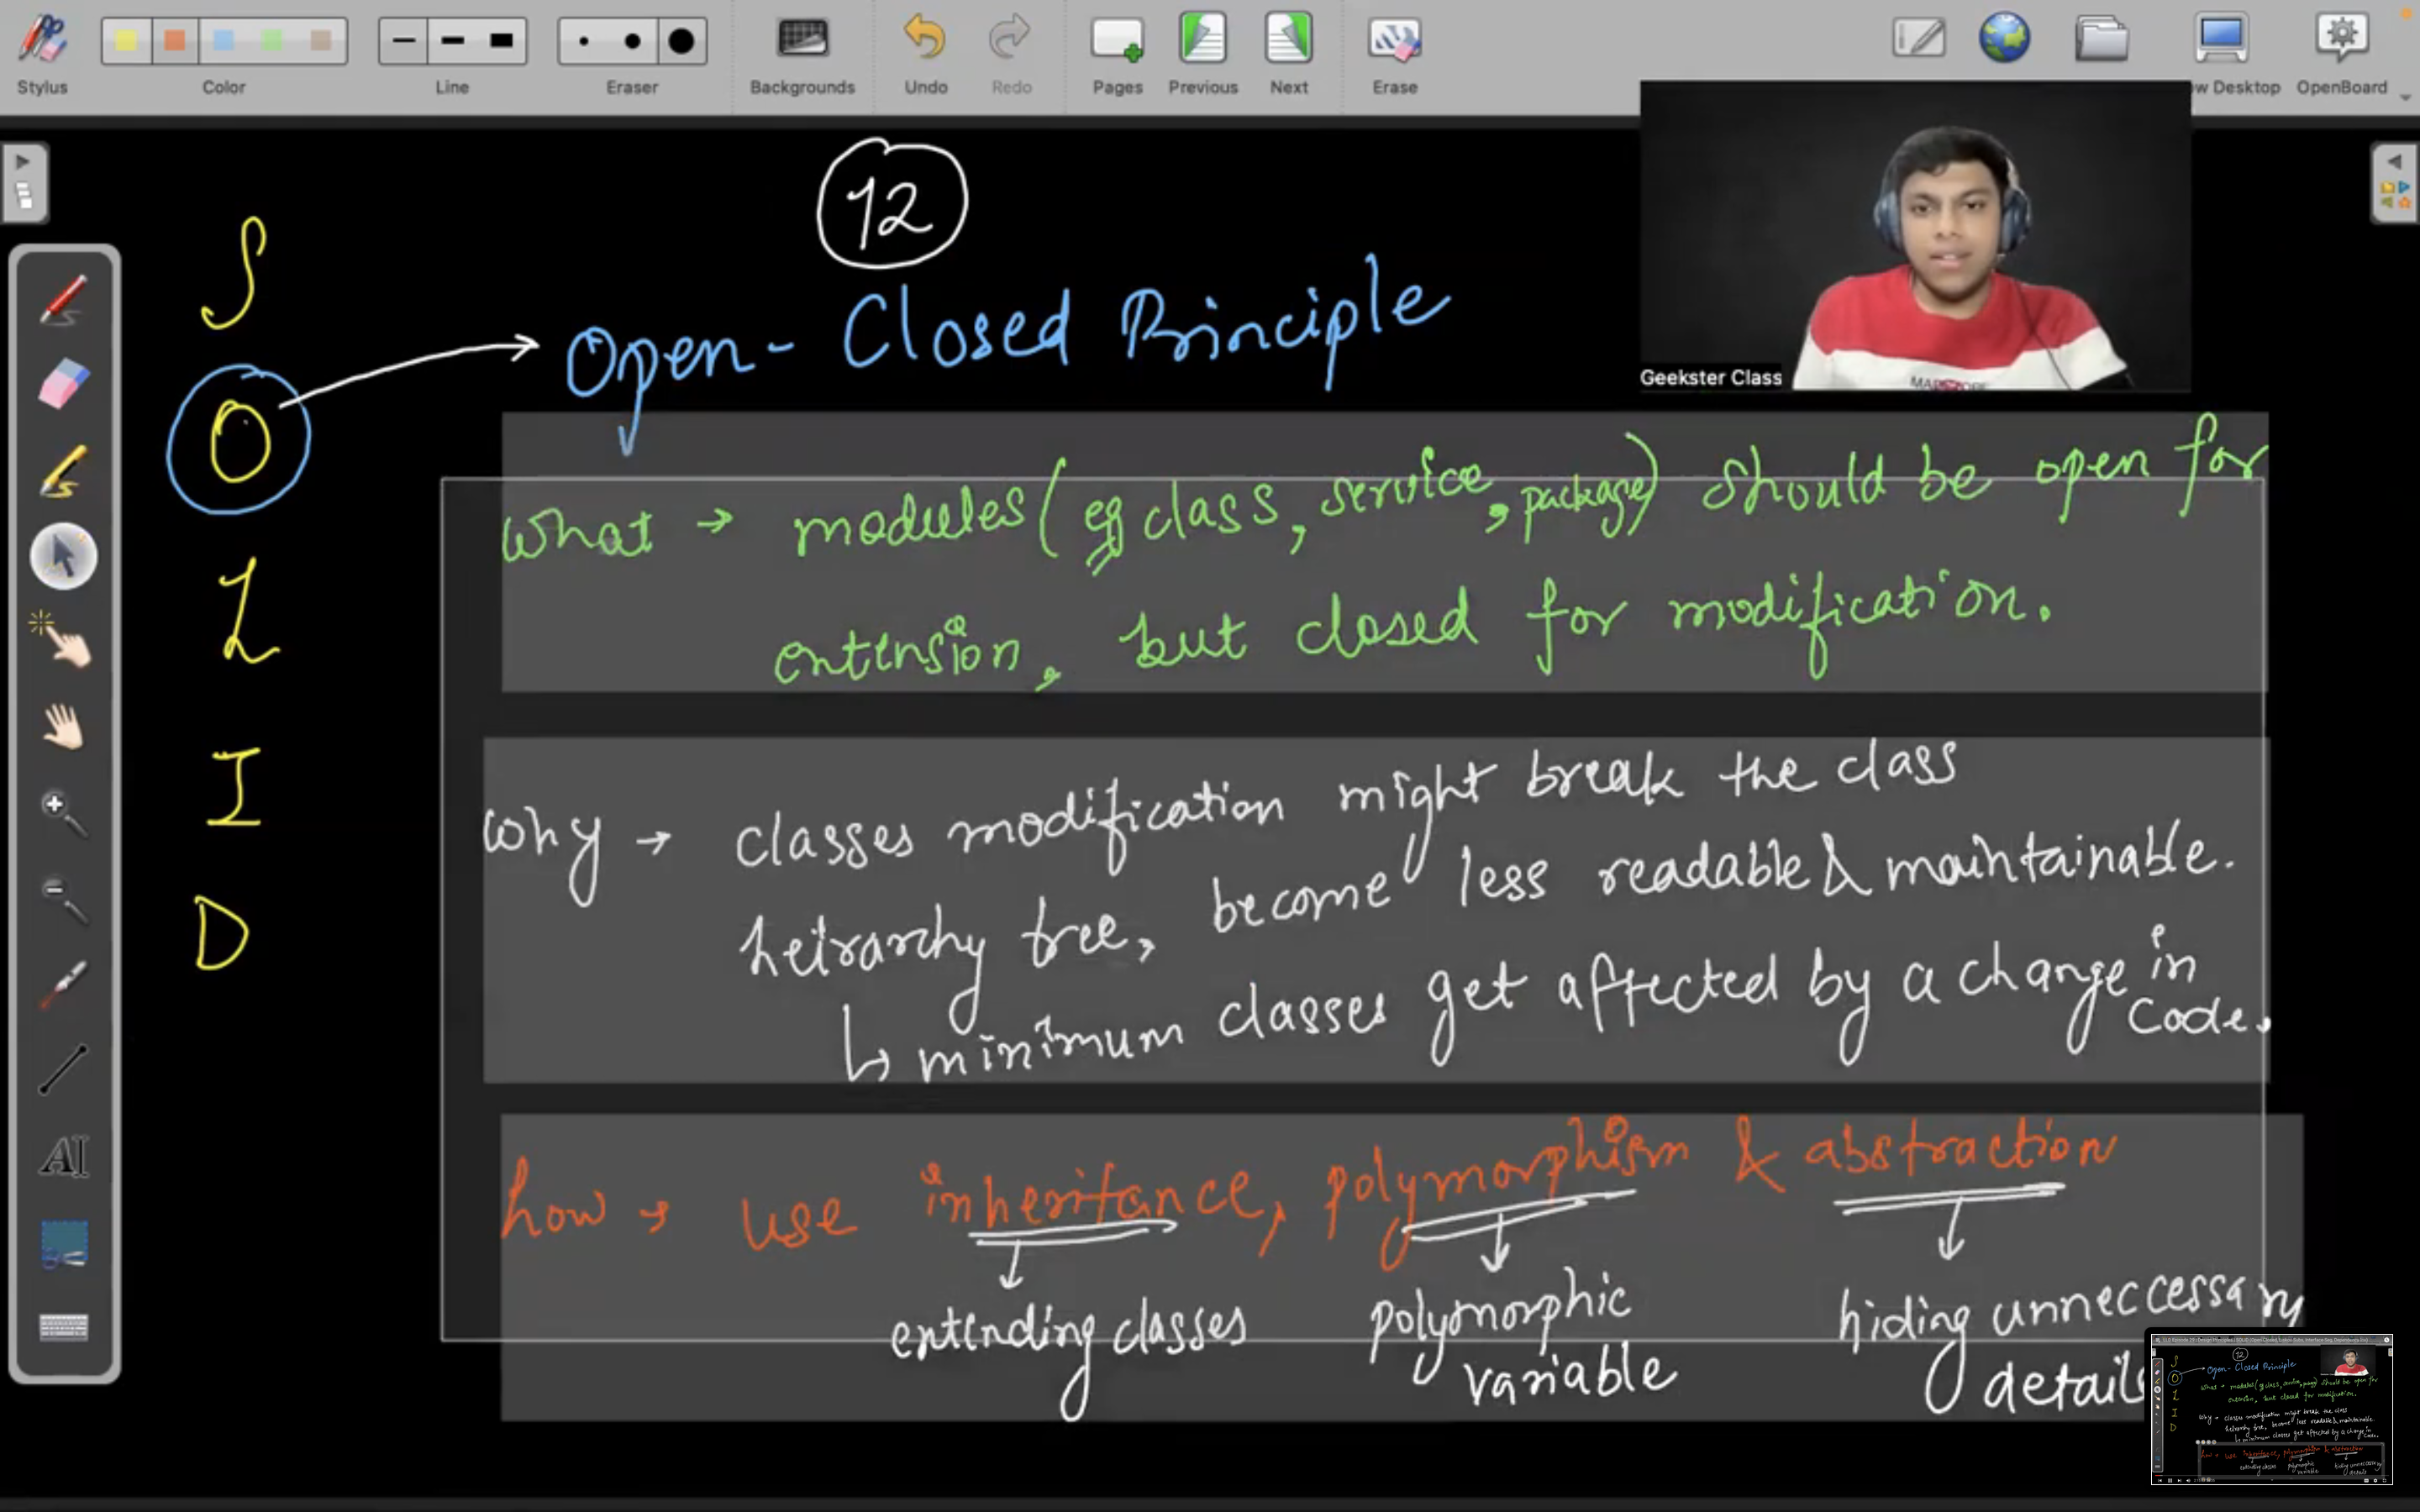 Stylus
Color
Line
Eraser
Backgrounds
Undo
Redo
Pages
Previous
Next
Erase
w Desktop
OpenBoard
12
S
O
L
I
D
Open - Closed Principle
Geekster Class
what → modules (eg class, service, package) should be open for
extension, but closed for modification.
why → classes modification might break the class
heirarchy tree, become less readable & maintainable.
↳ minimum classes get affected by a change in
code.
how → use inheritance, polymorphism & abstraction
extending classes
polymorphic
variable
hiding unneccessary
details
AI